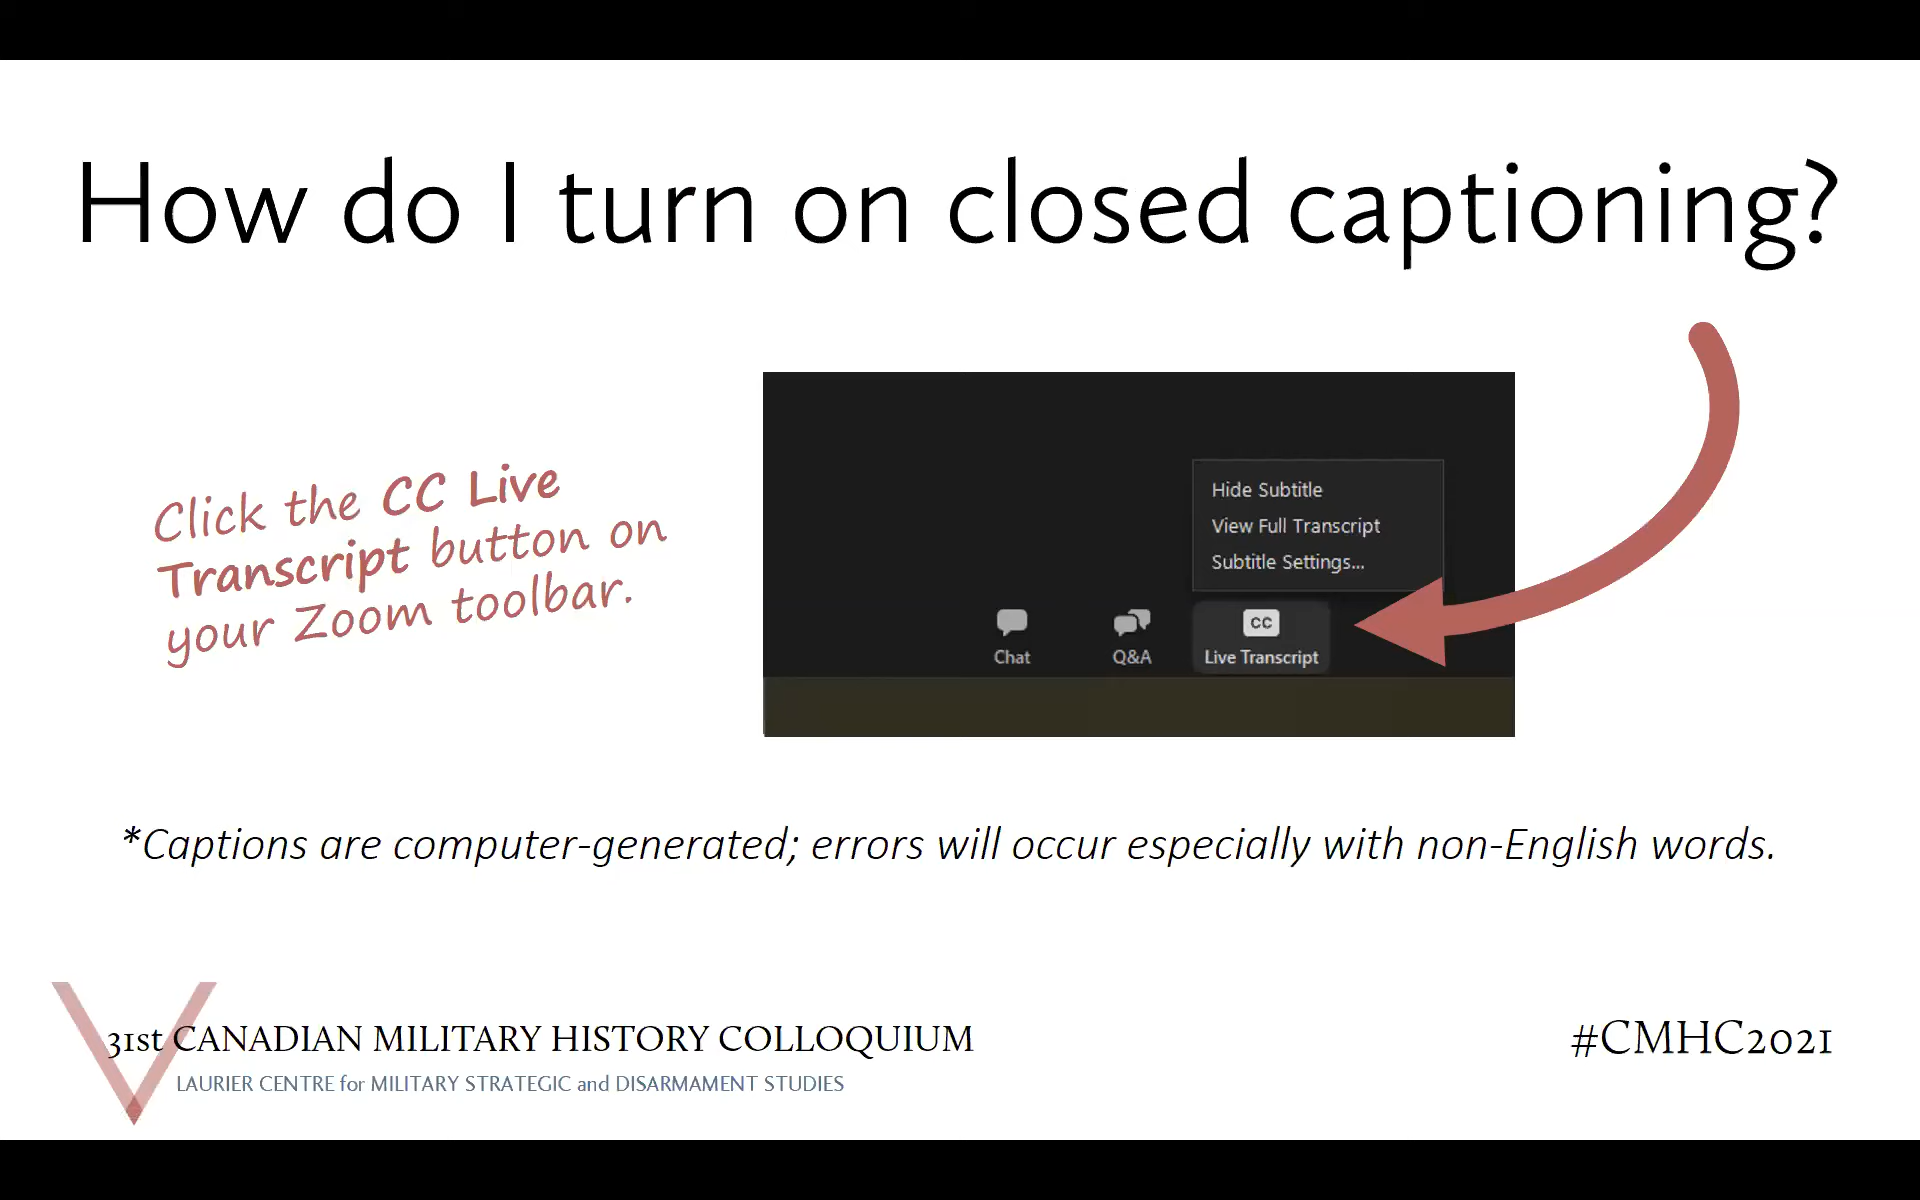 How do I turn on closed captioning?
Click the CC Live
Transcript button on
your Zoom toolbar.
Hide Subtitle
View Full Transcript
Subtitle Settings...
CC
Chat
Q&A
Live Transcript
*Captions are computer-generated; errors will occur especially with non-English words.
31st CANADIAN MILITARY HISTORY COLLOQUIUM
LAURIER CENTRE for MILITARY STRATEGIC and DISARMAMENT STUDIES
#CMHC2021